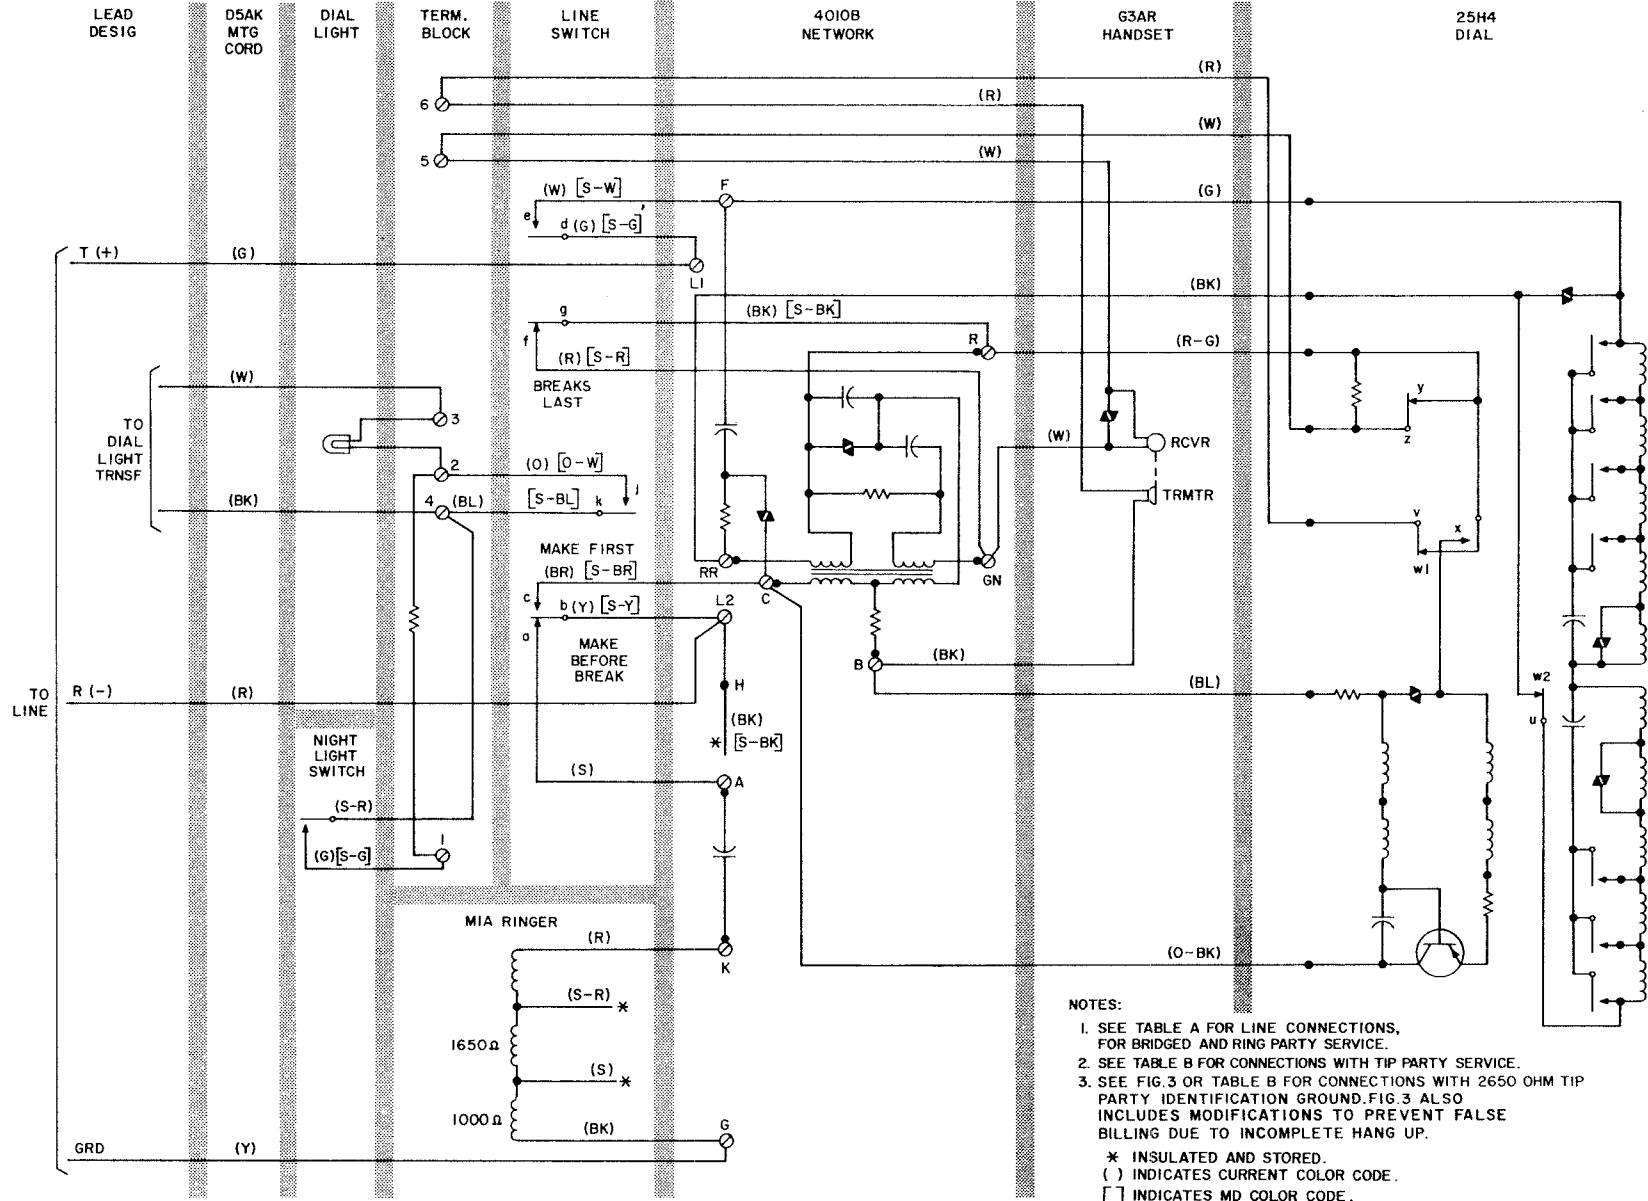 LEAD
DESIG
D5AK
MTG
CORD
DIAL
LIGHT
TERM.
BLOCK
LINE
SWITCH
4010B
NETWORK
G3AR
HANDSET
25H4
DIAL
(R)
6
(R)
(W)
5
(W)
(W) [S-W]
F
(G)
e
d (G) [S-G]
T (+)
(G)
L1
(BK)
g
(BK) [S-BK]
f
R
(R-G)
(R) [S-R]
BREAKS
LAST
(W)
3
y
z
TO
DIAL
LIGHT
TRNSF
(W)
RCVR
2
(O) [O-W]
j
TRMTR
(BK)
4
(BL)
[S-BL]
k
v
x
w1
MAKE FIRST
(BR) [S-BR]
RR
C
GN
c
b (Y) [S-Y]
L2
a
MAKE
BEFORE
BREAK
B
(BK)
w2
u
TO
LINE
R (-)
(R)
H
(BL)
(BK)
* [S-BK]
NIGHT
LIGHT
SWITCH
(S)
A
(S-R)
1
(G)[S-G]
M1A RINGER
(R)
K
(O-BK)
(S-R) *
1650Ω
(S) *
1000Ω
(BK)
G
GRD
(Y)
NOTES:
1. SEE TABLE A FOR LINE CONNECTIONS,
FOR BRIDGED AND RING PARTY SERVICE.
2. SEE TABLE B FOR CONNECTIONS WITH TIP PARTY SERVICE.
3. SEE FIG.3 OR TABLE B FOR CONNECTIONS WITH 2650 OHM TIP
PARTY IDENTIFICATION GROUND.FIG.3 ALSO
INCLUDES MODIFICATIONS TO PREVENT FALSE
BILLING DUE TO INCOMPLETE HANG UP.
* INSULATED AND STORED.
( ) INDICATES CURRENT COLOR CODE.
[ ] INDICATES MD COLOR CODE.